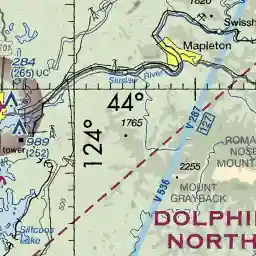 1820
Swissh
Mapleton
284
(265) UC
Siuslaw River
44°
124°
1765
V 287
127
ROMA
NOSE
MOUNT
tower
989
(252)
2255
MOUNT
GRAYBACK
V 536
Siltcoos
Lake
DOLPHI
NORTH